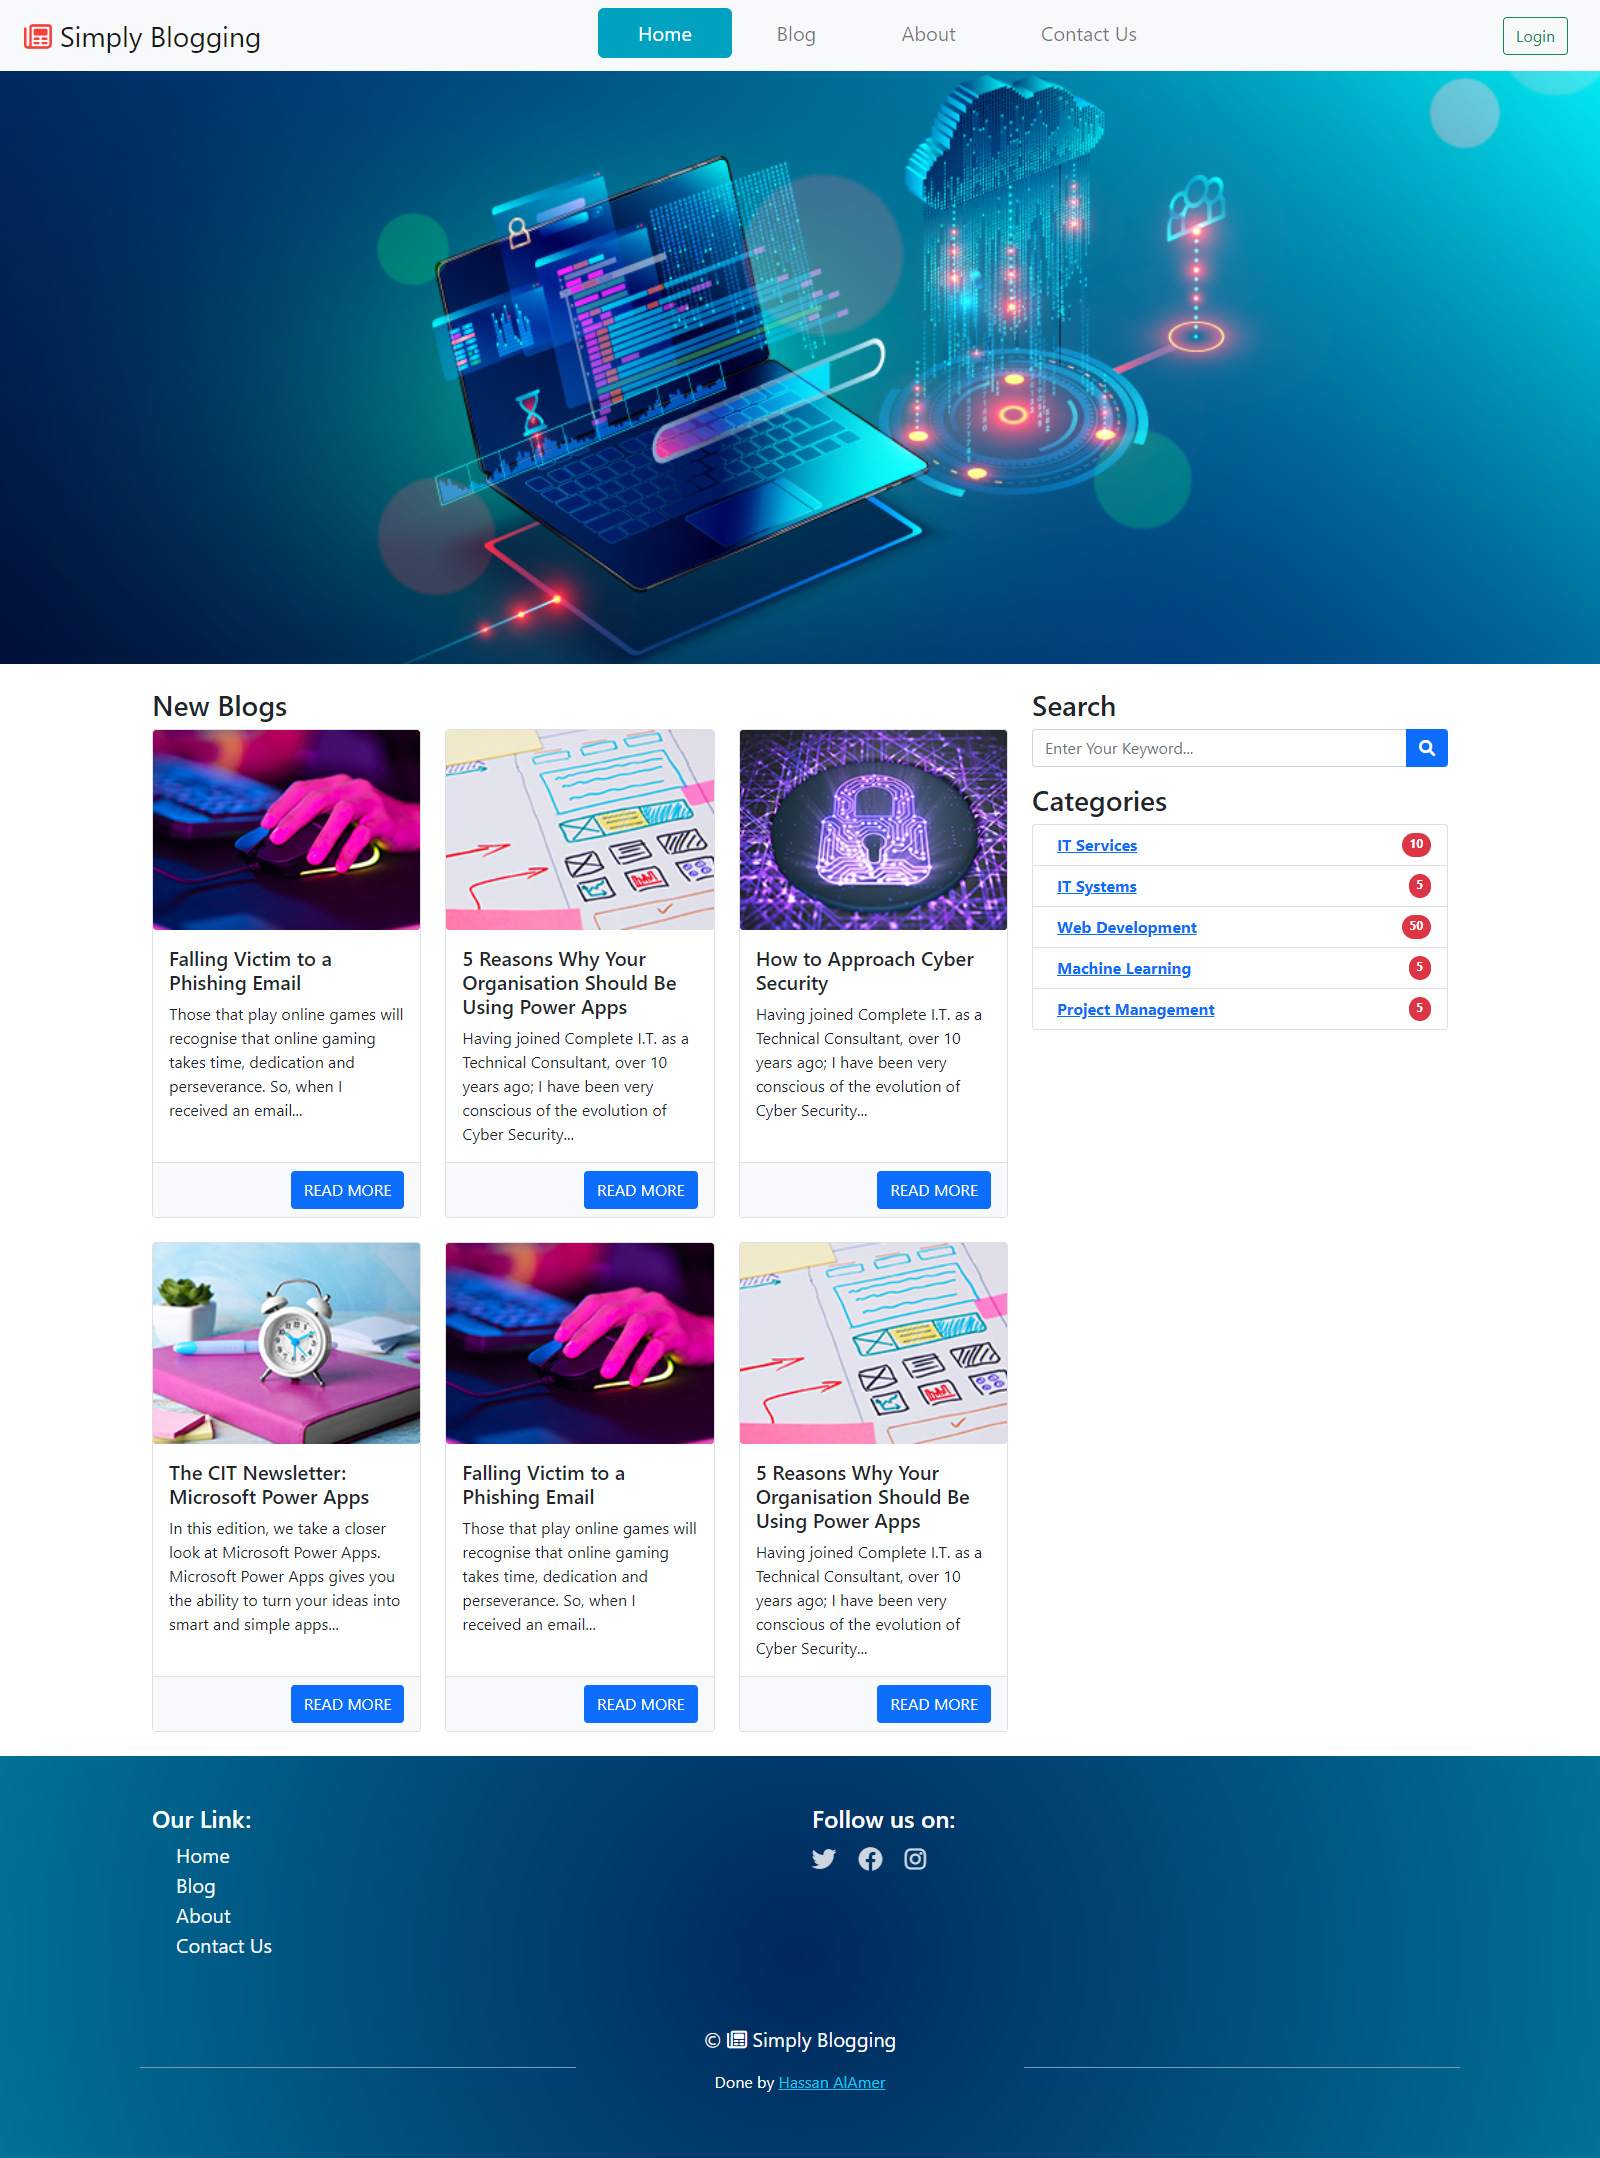 Simply Blogging
Home
Blog
About
Contact Us
Login
New Blogs
Falling Victim to a
Phishing Email
Those that play online games will
recognise that online gaming
takes time, dedication and
perseverance. So, when I
received an email...
READ MORE
5 Reasons Why Your
Organisation Should Be
Using Power Apps
Having joined Complete I.T. as a
Technical Consultant, over 10
years ago; I have been very
conscious of the evolution of
Cyber Security...
READ MORE
How to Approach Cyber
Security
Having joined Complete I.T. as a
Technical Consultant, over 10
years ago; I have been very
conscious of the evolution of
Cyber Security...
READ MORE
The CIT Newsletter:
Microsoft Power Apps
In this edition, we take a closer
look at Microsoft Power Apps.
Microsoft Power Apps gives you
the ability to turn your ideas into
smart and simple apps...
READ MORE
Falling Victim to a
Phishing Email
Those that play online games will
recognise that online gaming
takes time, dedication and
perseverance. So, when I
received an email...
READ MORE
5 Reasons Why Your
Organisation Should Be
Using Power Apps
Having joined Complete I.T. as a
Technical Consultant, over 10
years ago; I have been very
conscious of the evolution of
Cyber Security...
READ MORE
Search
Enter Your Keyword...
Categories
IT Services 10
IT Systems 5
Web Development 50
Machine Learning 5
Project Management 5
Our Link:
Home
Blog
About
Contact Us
Follow us on:
© Simply Blogging
Done by Hassan AlAmer